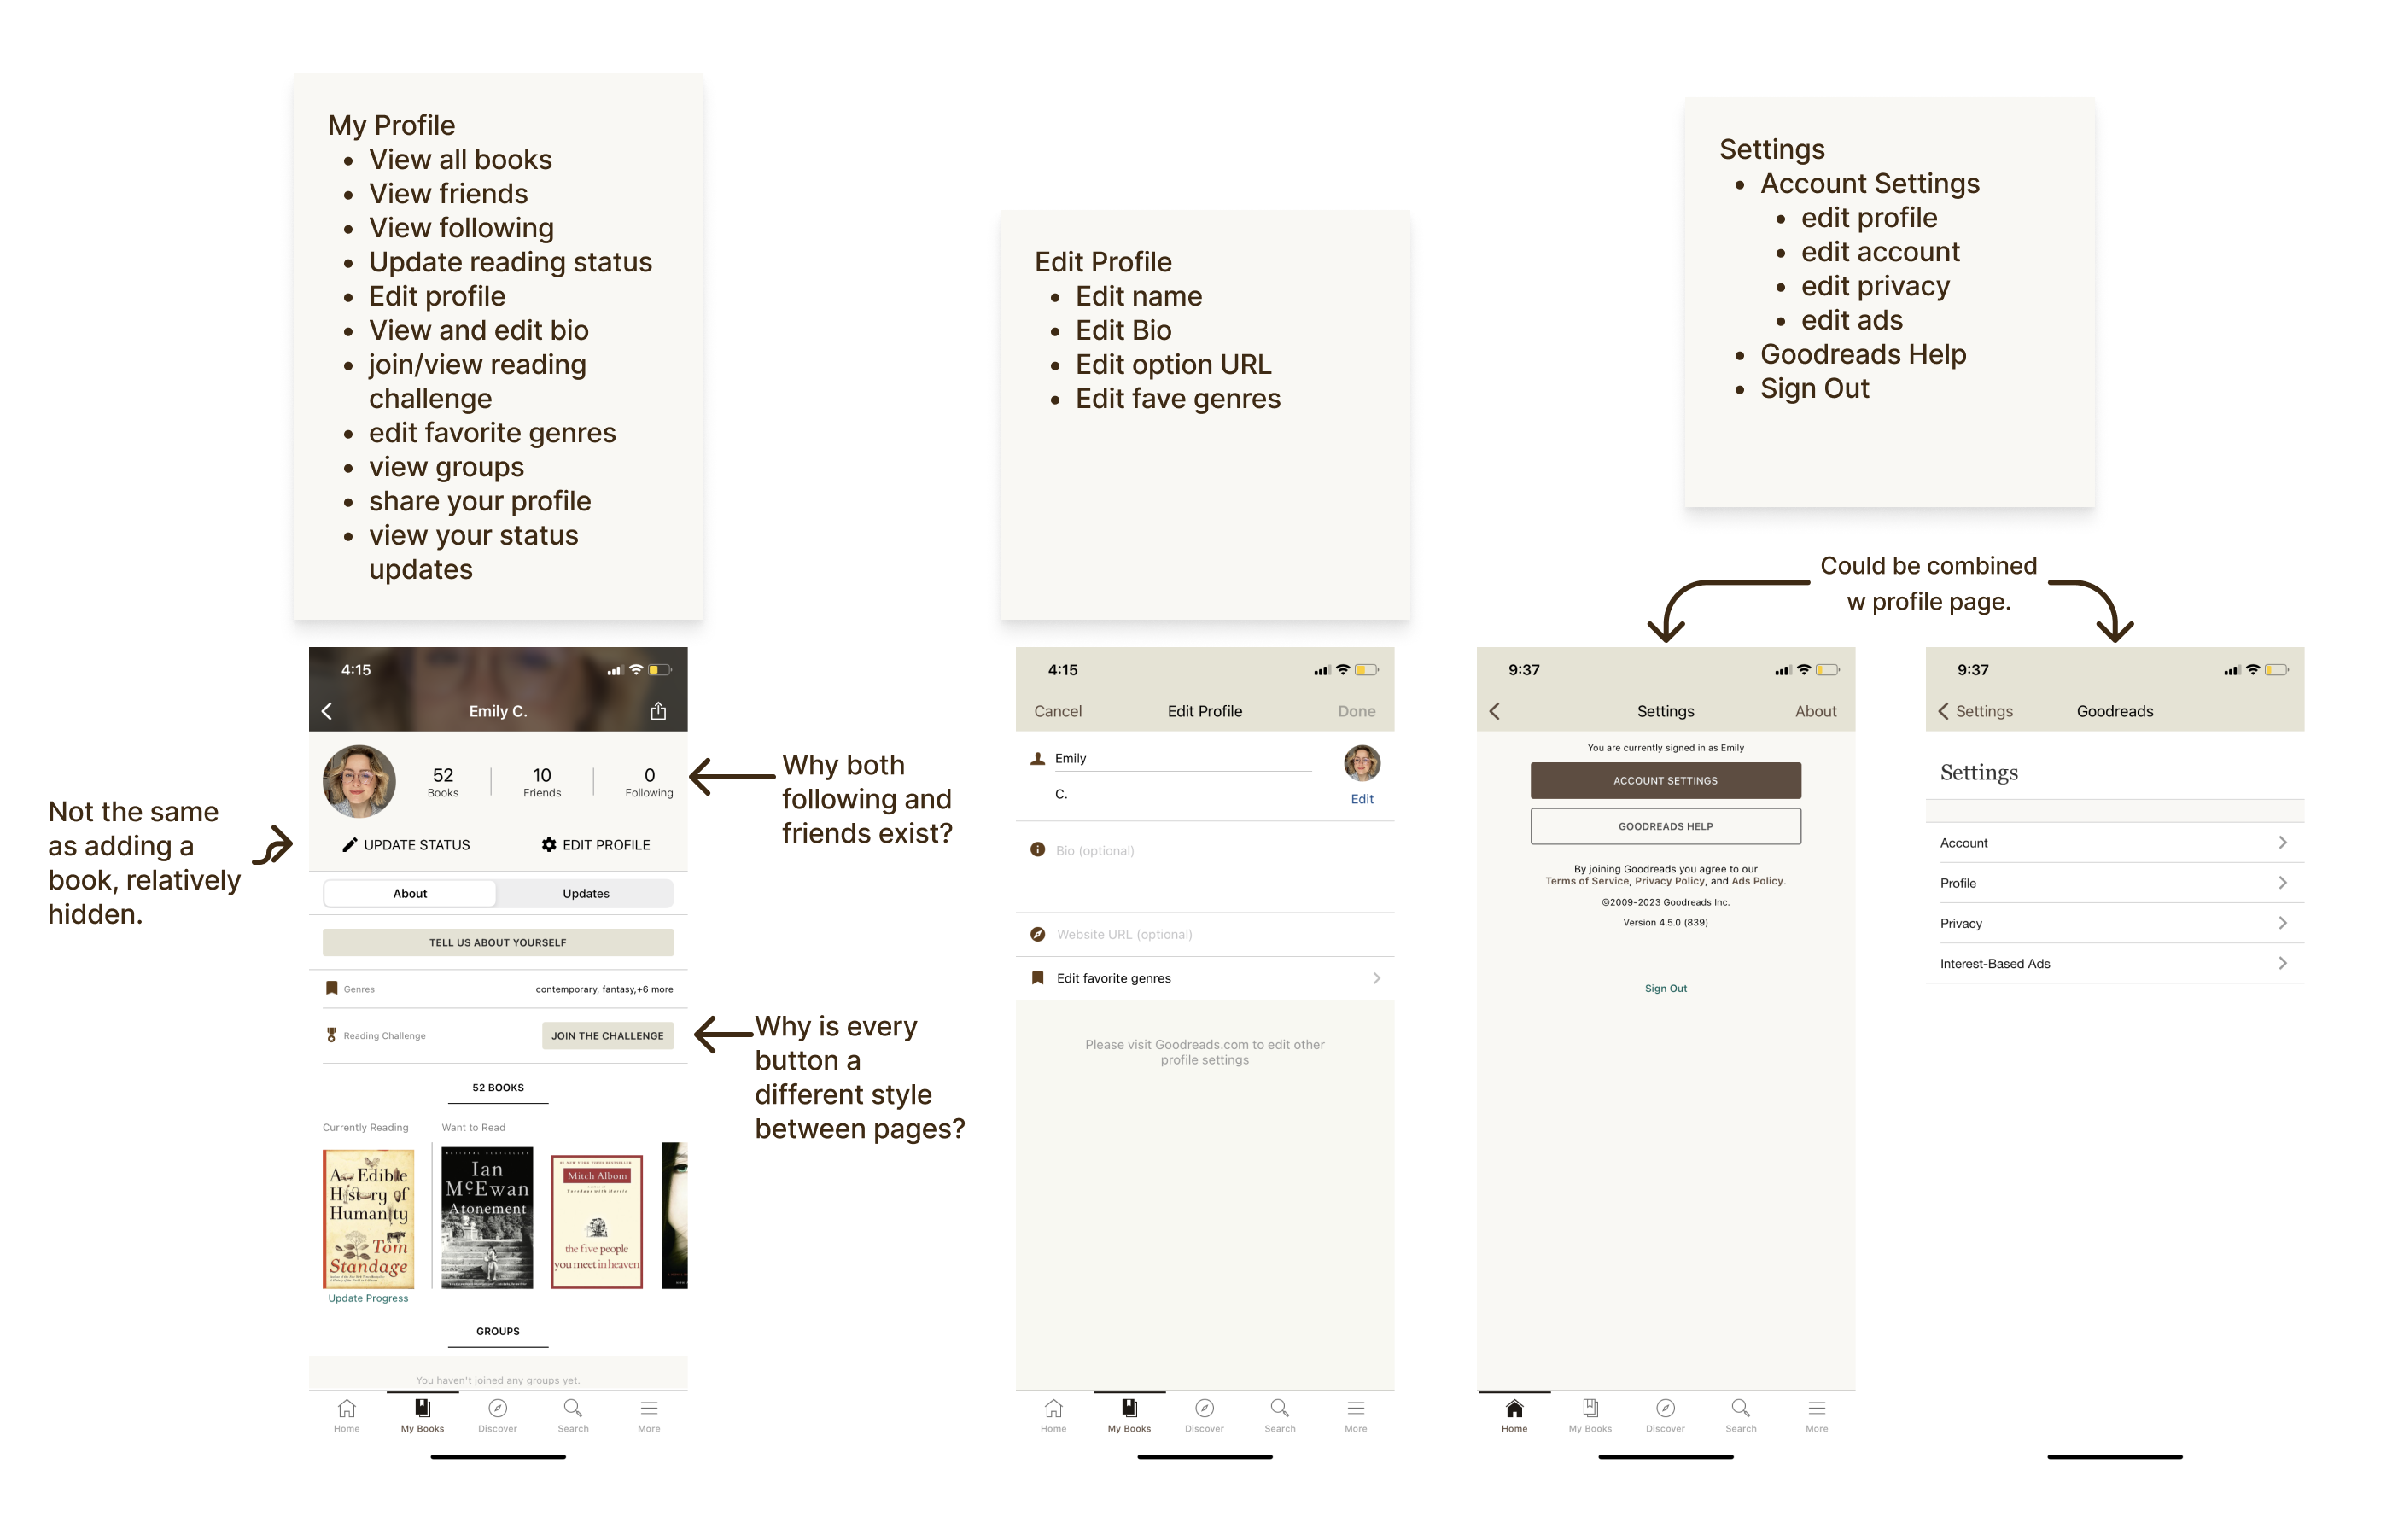 My Profile
View all books
View friends
View following
Update reading status
Edit profile
View and edit bio
join/view reading
challenge
edit favorite genres
view groups
share your profile
view your status
updates
Edit Profile
Edit name
Edit Bio
Edit option URL
Edit fave genres
Settings
Account Settings
edit profile
edit account
edit privacy
edit ads
Goodreads Help
Sign Out
Could be combined
w profile page.
Not the same
as adding a
book, relatively
hidden.
4:15
Emily C.
52
Books
10
Friends
0
Following
UPDATE STATUS
EDIT PROFILE
About
Updates
TELL US ABOUT YOURSELF
Genres
contemporary, fantasy,+6 more
Reading Challenge
JOIN THE CHALLENGE
52 BOOKS
Currently Reading
Want to Read
An Edible
History of
Humanity
Tom
Standage
NATIONAL BESTSELLER
Ian
McEwan
Atonement
#1 NEW YORK TIMES BESTSELLER
Mitch Albom
Tuesdays with Morrie
the five people
you meet in heaven
Update Progress
GROUPS
You haven't joined any groups yet.
Home
My Books
Discover
Search
More
Why both
following and
friends exist?
Why is every
button a
different style
between pages?
4:15
Cancel
Edit Profile
Done
Emily
C.
Edit
Bio (optional)
Website URL (optional)
Edit favorite genres
Please visit Goodreads.com to edit other
profile settings
Home
My Books
Discover
Search
More
9:37
Settings
About
You are currently signed in as Emily
ACCOUNT SETTINGS
GOODREADS HELP
By joining Goodreads you agree to our
Terms of Service, Privacy Policy, and Ads Policy.
©2009-2023 Goodreads Inc.
Version 4.5.0 (839)
Sign Out
Home
My Books
Discover
Search
More
9:37
Settings
Goodreads
Settings
Account
Profile
Privacy
Interest-Based Ads